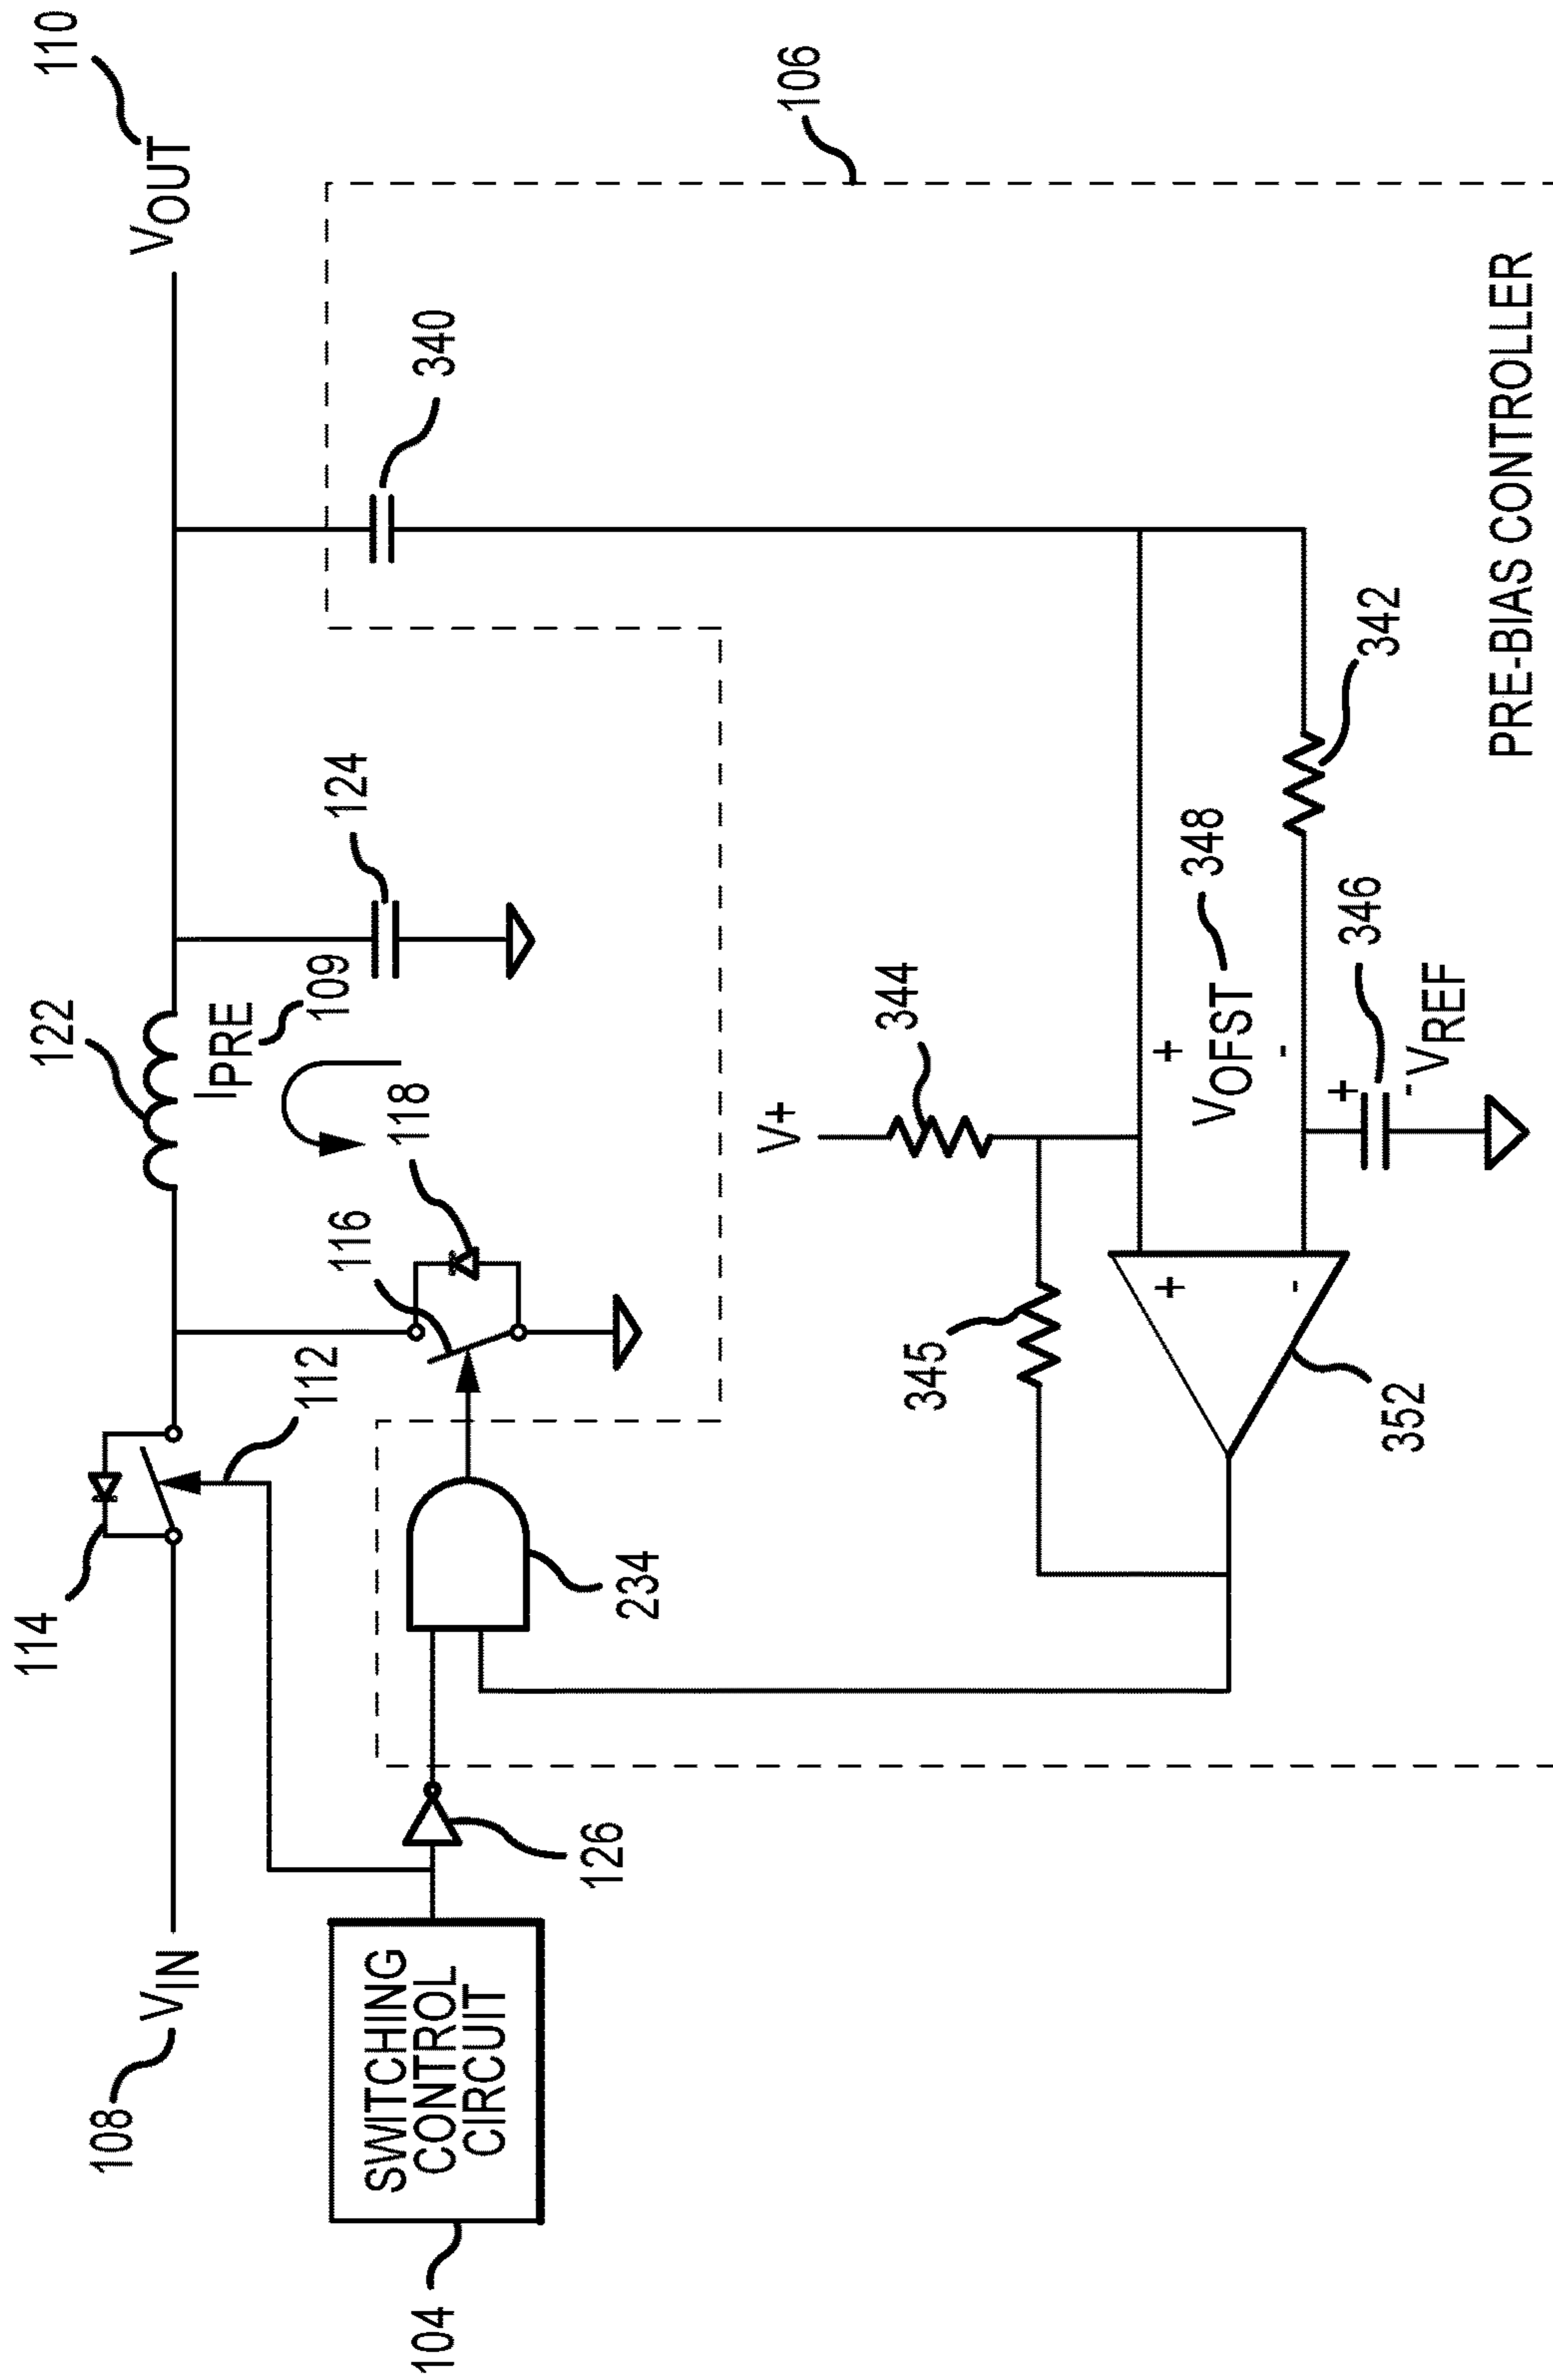 108
VIN
114
112
122
IPRE
109
124
VOUT
110
116
118
340
106
104
SWITCHING
CONTROL
CIRCUIT
126
234
V+
344
345
+
VOFST
348
-
+
-
352
342
+
346
-
VREF
PRE-BIAS CONTROLLER